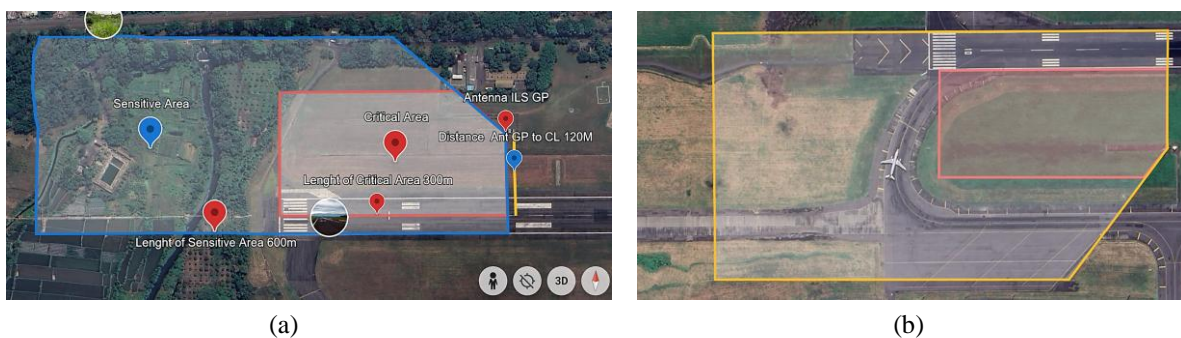 Sensitive Area
Antenna ILS GP
Critical Area
Distance Ant GP to CL 120M
Lenght of Critical Area 300m
Lenght of Sensitive Area 600m
3D
(a)
(b)